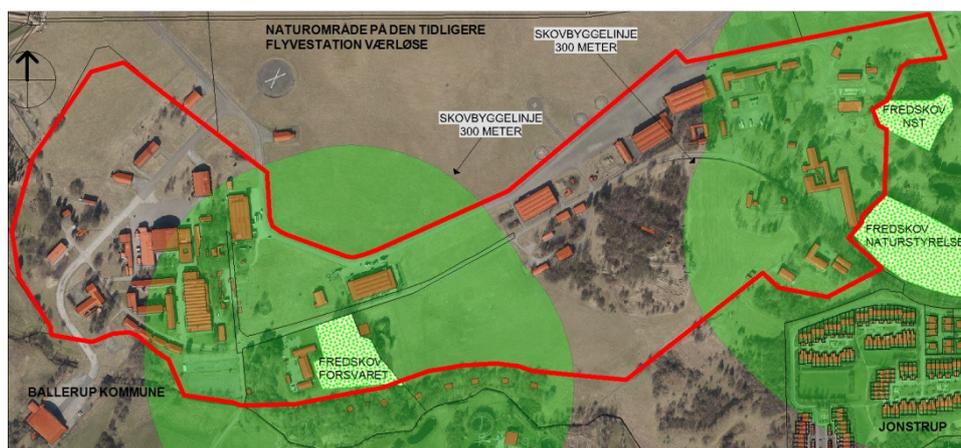 NATUROMRÅDE PÅ DEN TIDLIGERE
FLYVESTATION VÆRLØSE
SKOVBYGGELINJE
300 METER
SKOVBYGGELINJE
300 METER
FREDSKOV
NST
FREDSKOV
NATURSTYRELSE
FREDSKOV
FORSVARET
BALLERUP KOMMUNE
JONSTRUP